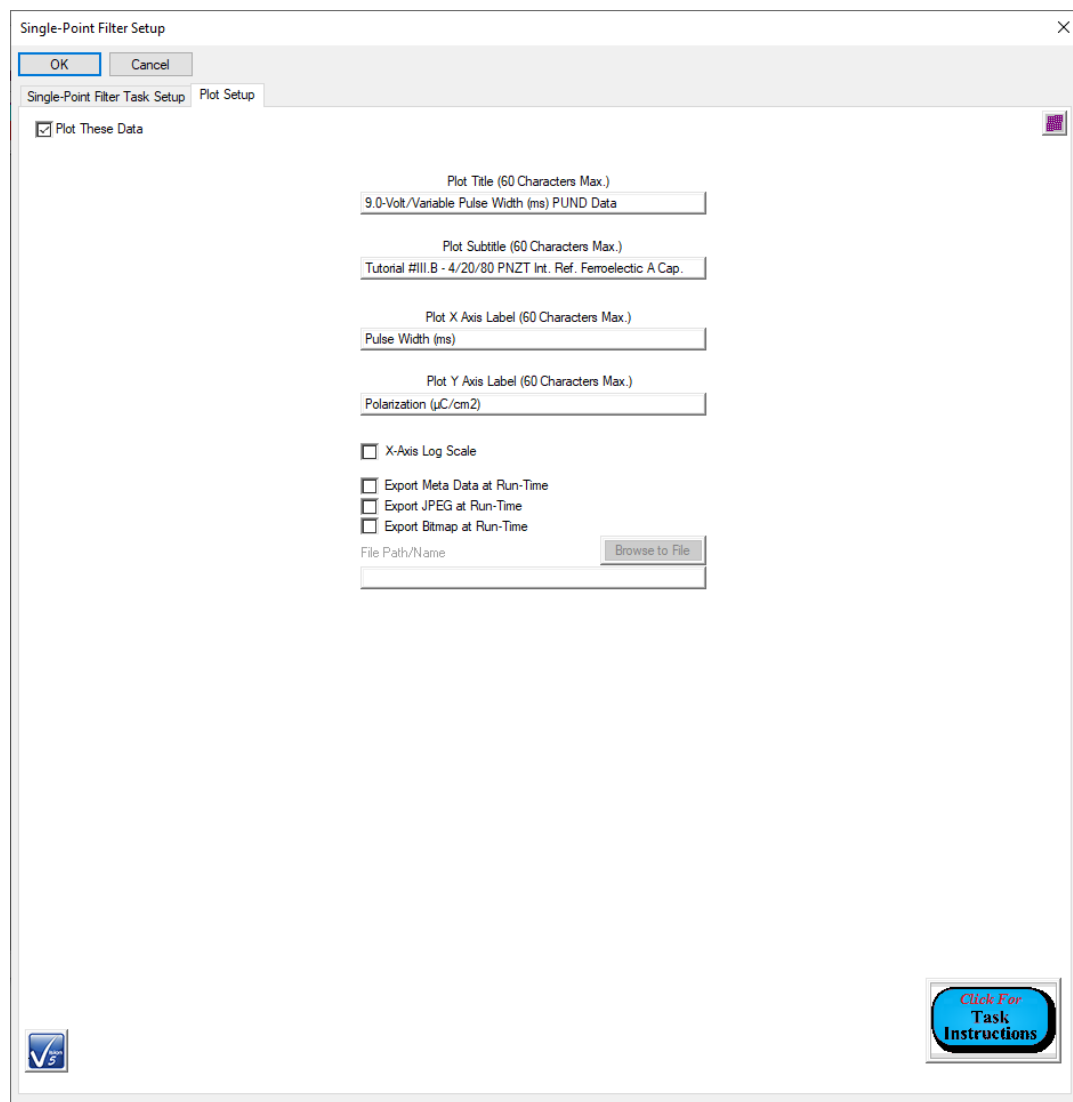 Single-Point Filter Setup
OK Cancel
Single-Point Filter Task Setup Plot Setup
Plot These Data
Plot Title (60 Characters Max.)
9.0-Volt/Variable Pulse Width (ms) PUND Data
Plot Subtitle (60 Characters Max.)
Tutorial #III.B - 4/20/80 PNZT Int. Ref. Ferroelectic A Cap.
Plot X Axis Label (60 Characters Max.)
Pulse Width (ms)
Plot Y Axis Label (60 Characters Max.)
Polarization (µC/cm2)
X-Axis Log Scale
Export Meta Data at Run-Time
Export JPEG at Run-Time
Export Bitmap at Run-Time
File Path/Name Browse to File
Click For
Task
Instructions
Vision
5